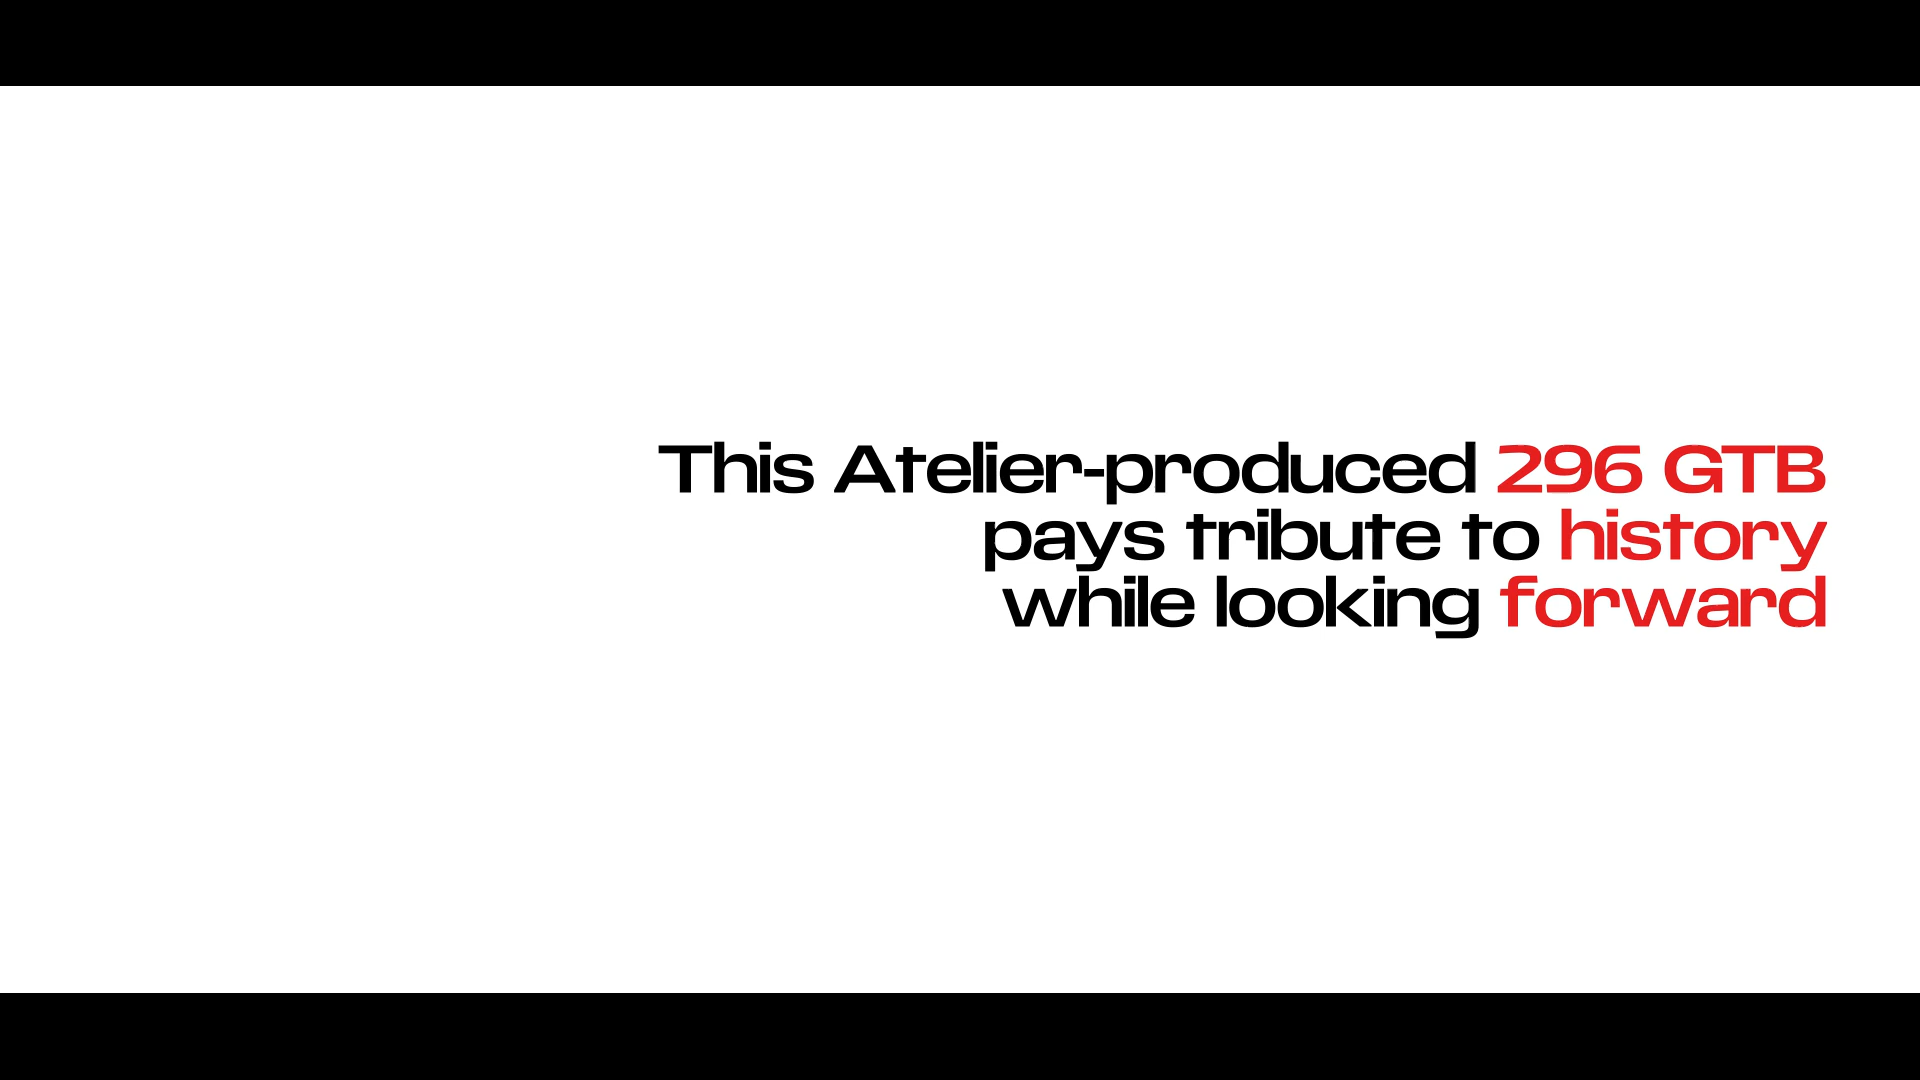 This Atelier-produced 296 GTB
pays tribute to history
while looking forward